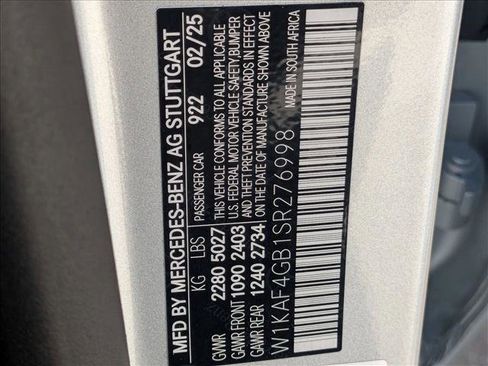 MFD BY MERCEDES-BENZ AG STUTTGART
PASSENGER CAR 922 02/25
KG LBS
GVWR 2280 5027
GAWR FRONT 1090 2403
GAWR REAR 1240 2734
THIS VEHICLE CONFORMS TO ALL APPLICABLE
U.S. FEDERAL MOTOR VEHICLE SAFETY, BUMPER
AND THEFT PREVENTION STANDARDS IN EFFECT
ON THE DATE OF MANUFACTURE SHOWN ABOVE
W1KAF4GB1SR276998
MADE IN SOUTH AFRICA